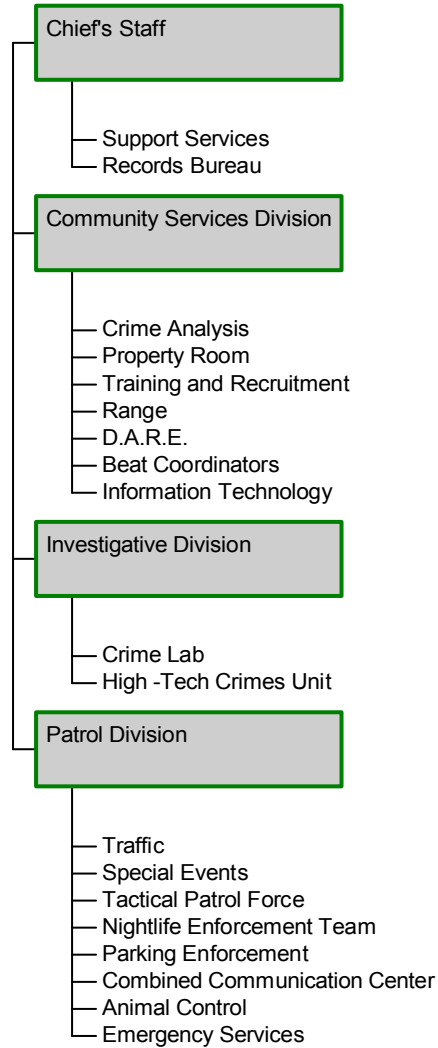 Chief's Staff
Support Services
Records Bureau
Community Services Division
Crime Analysis
Property Room
Training and Recruitment
Range
D.A.R.E.
Beat Coordinators
Information Technology
Investigative Division
Crime Lab
High -Tech Crimes Unit
Patrol Division
Traffic
Special Events
Tactical Patrol Force
Nightlife Enforcement Team
Parking Enforcement
Combined Communication Center
Animal Control
Emergency Services